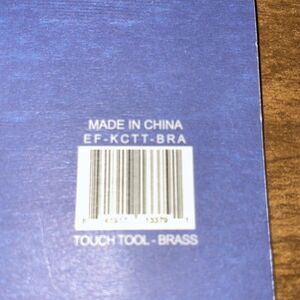 MADE IN CHINA
EF-KCTT-BRA
TOUCH TOOL - BRASS